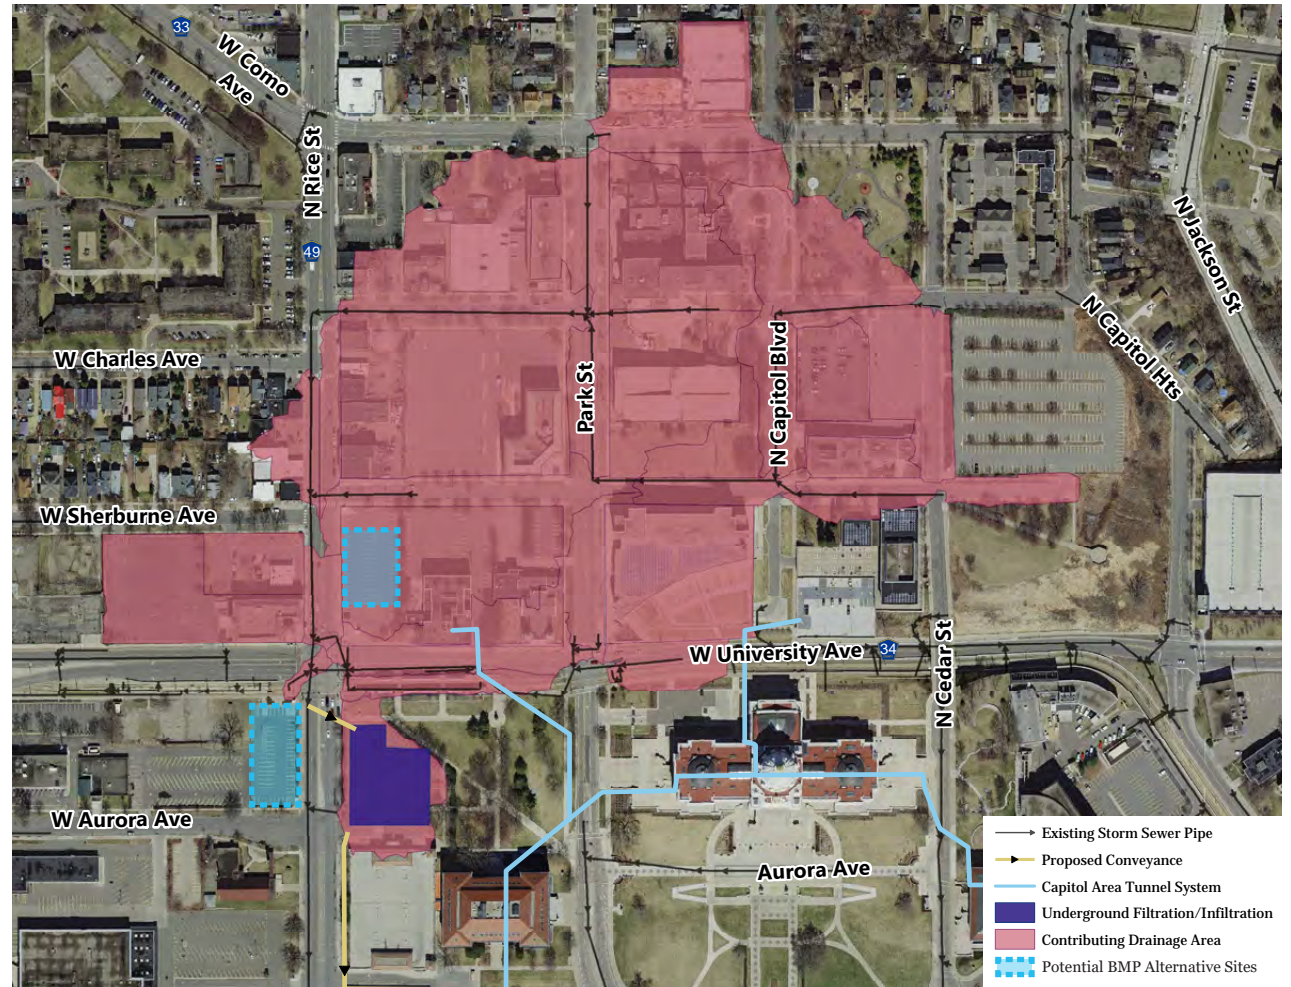 33
W Como
Ave
N Rice St
49
N Jackson St
N Capitol Hts
W Charles Ave
Park St
N Capitol Blvd
W Sherburne Ave
W University Ave
34
N Cedar St
W Aurora Ave
Aurora Ave
Existing Storm Sewer Pipe
Proposed Conveyance
Capitol Area Tunnel System
Underground Filtration/Infiltration
Contributing Drainage Area
Potential BMP Alternative Sites